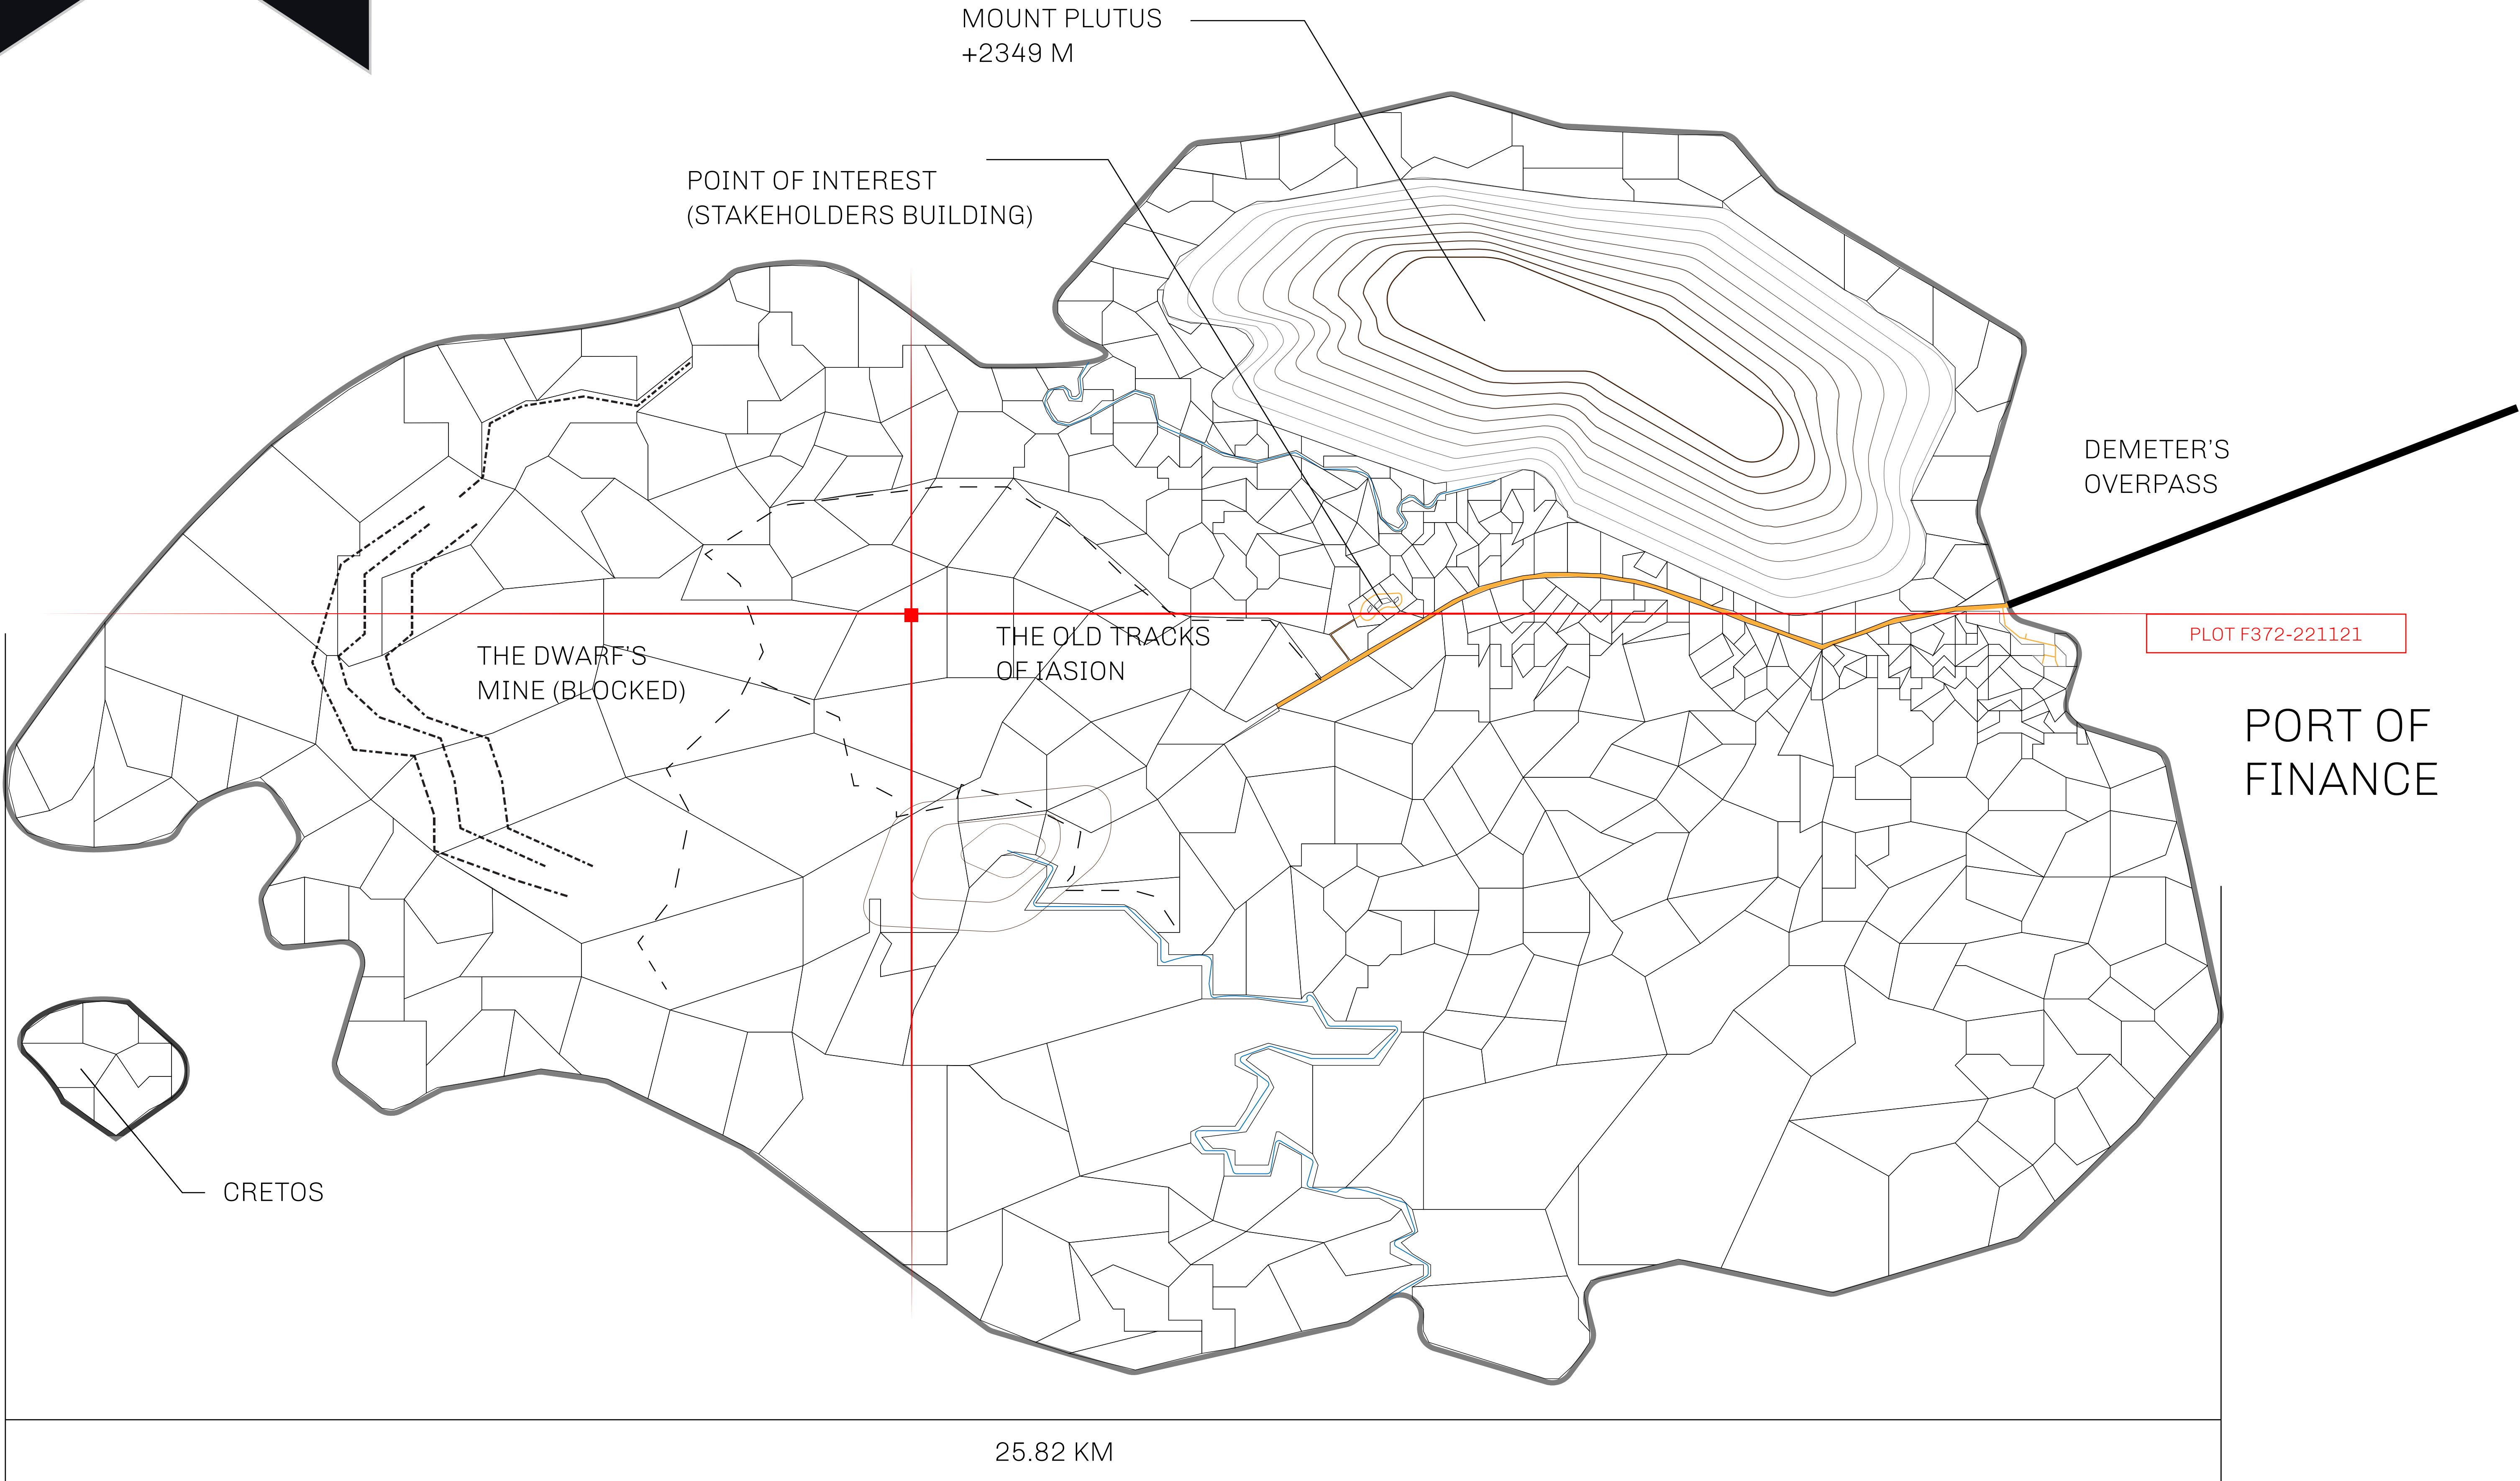 MOUNT PLUTUS
+2349 M
POINT OF INTEREST
(STAKEHOLDERS BUILDING)
DEMETER'S
OVERPASS
THE OLD TRACKS
OF IASION
THE DWARF'S
MINE (BLOCKED)
PLOT F372-221121
PORT OF
FINANCE
CRETOS
25.82 KM